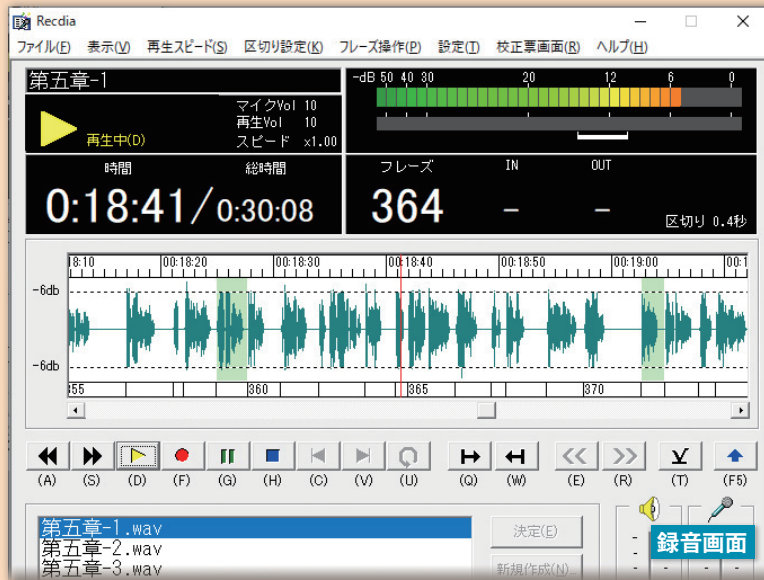 Recdia
ファイル(F) 表示(V) 再生スピード(S) 区切り設定(K) フレーズ操作(P) 設定(T) 校正票画面(R) ヘルプ(H)
第五章-1
-dB 50 40 30 20 12 6 0
再生中(D)
マイクVol 10
再生Vol 10
スピード x1.00
時間 総時間
0:18:41/0:30:08
フレーズ IN OUT
364 - -
区切り 0.4秒
8:10 00:18:20 00:18:30 00:18:40 00:18:50 00:19:00 00:1
-6db
-6db
355 360 365 370
(A) (S) (D) (F) (G) (H) (C) (V) (U) (Q) (W) (E) (R) (T) (F5)
第五章-1.wav
第五章-2.wav
第五章-3.wav
決定(E)
新規作成(N)
録音画面